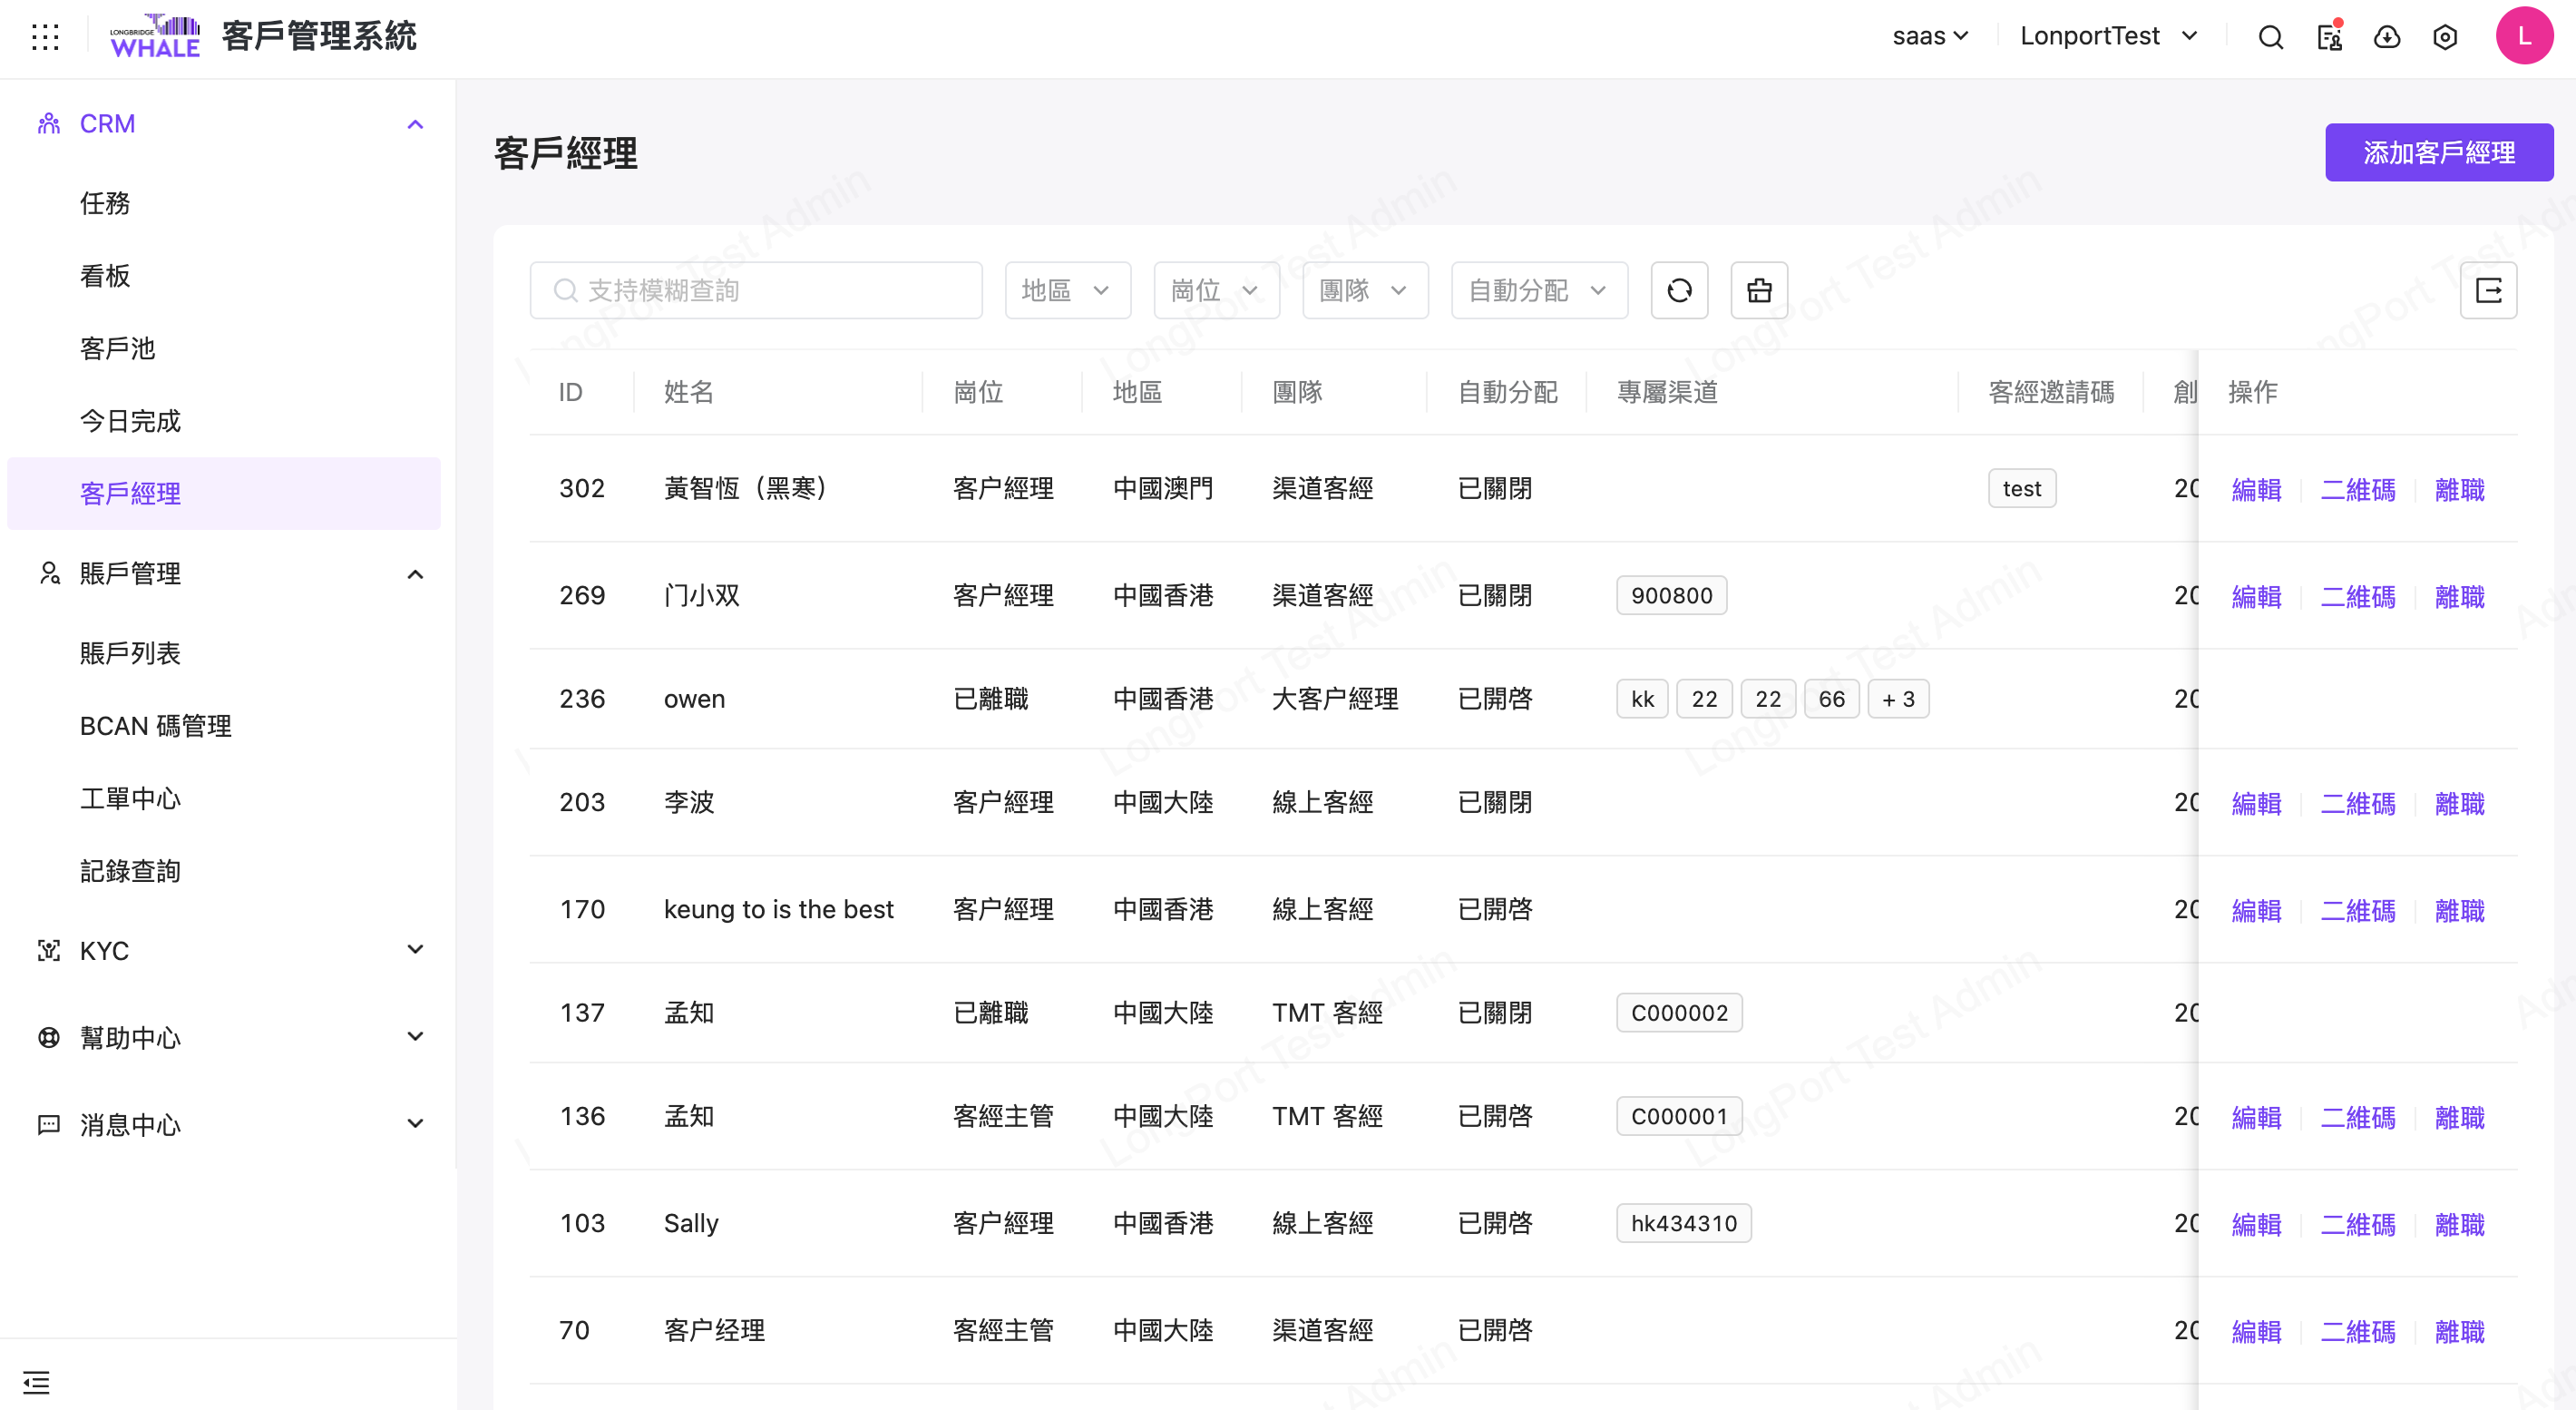 LONGBRIDGE
WHALE
客戶管理系統
saas
LonportTest
L
CRM
任務
看板
客戶池
今日完成
客戶經理
賬戶管理
賬戶列表
BCAN 碼管理
工單中心
記錄查詢
KYC
幫助中心
消息中心
客戶經理
添加客戶經理
支持模糊查詢 地區 崗位 團隊 自動分配
ID 姓名 崗位 地區 團隊 自動分配 專屬渠道 客經邀請碼 創 操作
302 黃智恆（黑寒） 客户經理 中國澳門 渠道客經 已關閉 test 20 編輯 二維碼 離職
269 门小双 客户經理 中國香港 渠道客經 已關閉 900800 20 編輯 二維碼 離職
236 owen 已離職 中國香港 大客户經理 已開啓 kk 22 22 66 + 3 20
203 李波 客户經理 中國大陸 線上客經 已關閉 20 編輯 二維碼 離職
170 keung to is the best 客户經理 中國香港 線上客經 已開啓 20 編輯 二維碼 離職
137 孟知 已離職 中國大陸 TMT 客經 已關閉 C000002 20
136 孟知 客經主管 中國大陸 TMT 客經 已開啓 C000001 20 編輯 二維碼 離職
103 Sally 客户經理 中國香港 線上客經 已開啓 hk434310 20 編輯 二維碼 離職
70 客户经理 客經主管 中國大陸 渠道客經 已開啓 20 編輯 二維碼 離職
LongPort Test Admin
LongPort Test Admin
LongPort Test Admin
LongPort Test Admin
LongPort Test Admin
LongPort Test Admin
LongPort Test Admin